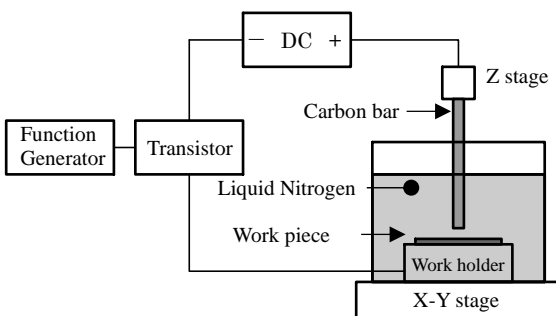 − DC +
Z stage
Carbon bar
Function
Generator
Transistor
Liquid Nitrogen
Work piece
Work holder
X-Y stage